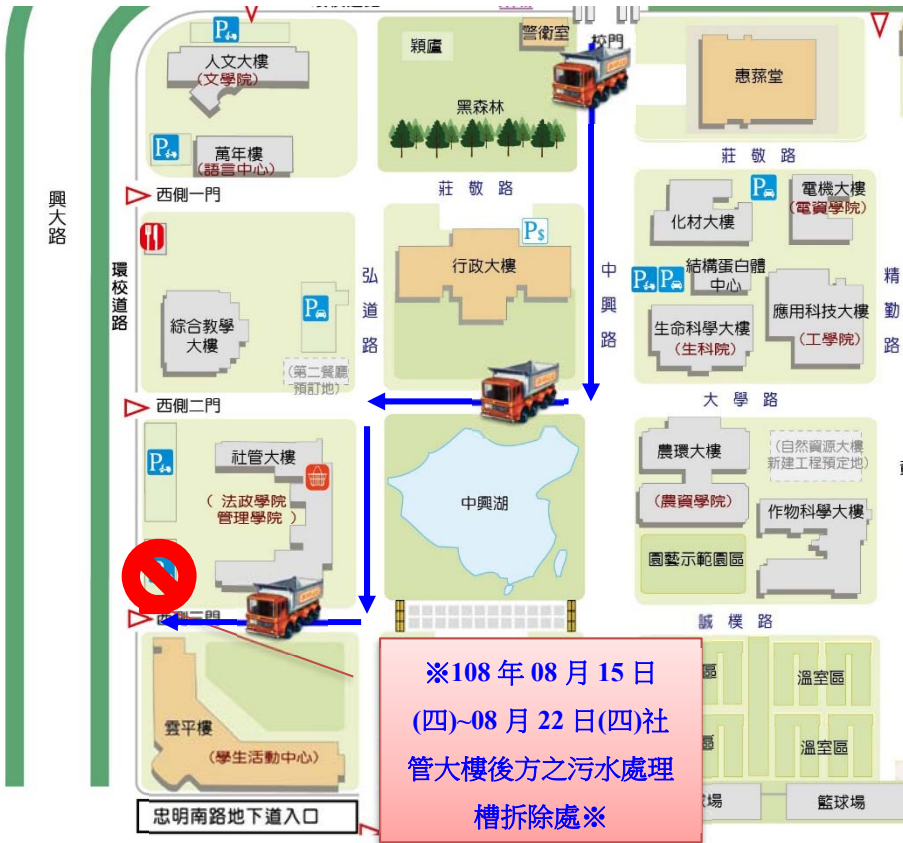 警衛室
校門
穎廬
人文大樓
(文學院)
惠蓀堂
黑森林
萬年樓
(語言中心)
莊敬路
莊敬路
西側一門
興大路
電機大樓
(電資學院)
化材大樓
P$
行政大樓
弘道路
中興路
環校道路
結構蛋白體
中心
精勤路
綜合教學
大樓
生命科學大樓
(生科院)
應用科技大樓
(工學院)
(第二餐廳
預訂地)
大學路
西側二門
社管大樓
農環大樓
(自然資源大樓
新建工程預定地)
(法政學院
管理學院)
中興湖
(農資學院)
作物科學大樓
園藝示範園區
誠樸路
※108年08月15日
(四)~08月22日(四)社
管大樓後方之污水處理
槽拆除處※
溫室區
雲平樓
(學生活動中心)
溫室區
忠明南路地下道入口
球場
籃球場